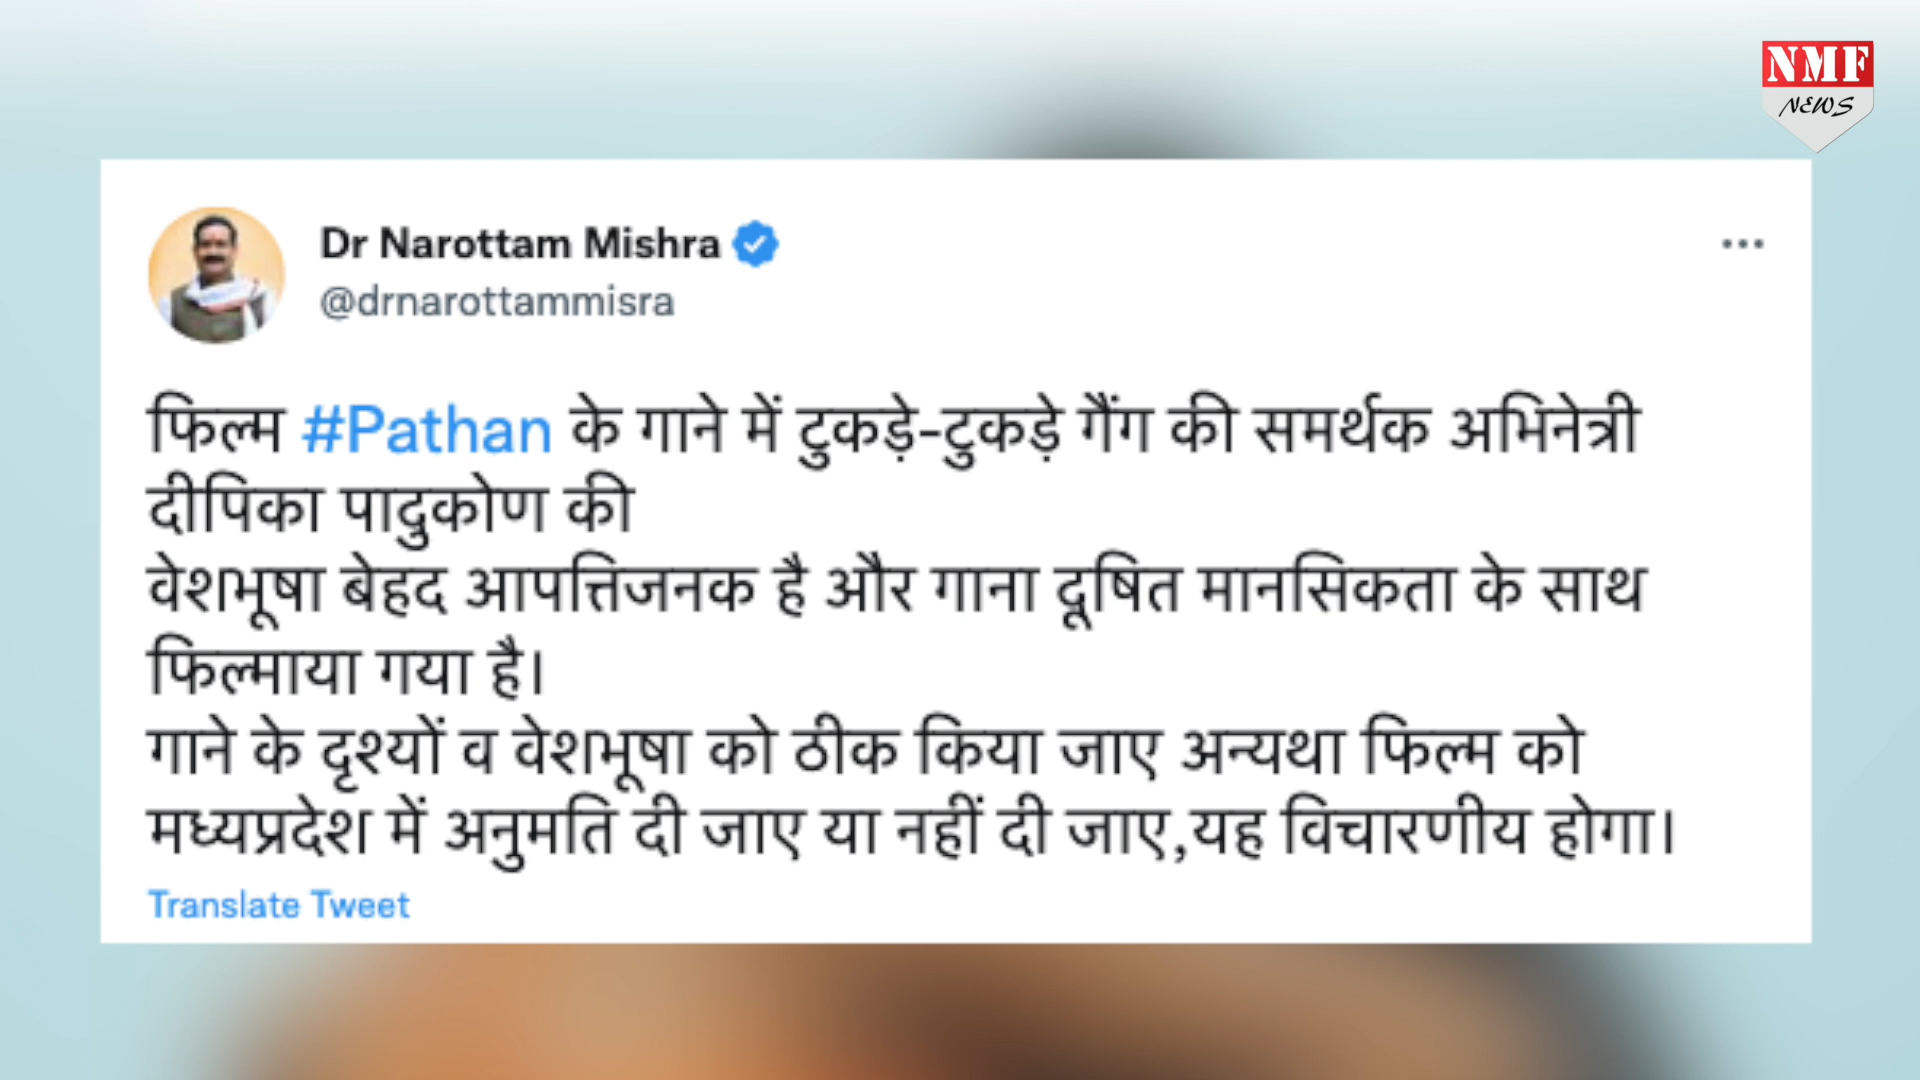 NMF
NEWS
Dr Narottam Mishra
@drnarottammisra
फिल्म #Pathan के गाने में टुकड़े-टुकड़े गैंग की समर्थक अभिनेत्री
दीपिका पादुकोण की
वेशभूषा बेहद आपत्तिजनक है और गाना दूषित मानसिकता के साथ
फिल्माया गया है।
गाने के दृश्यों व वेशभूषा को ठीक किया जाए अन्यथा फिल्म को
मध्यप्रदेश में अनुमति दी जाए या नहीं दी जाए,यह विचारणीय होगा।
Translate Tweet